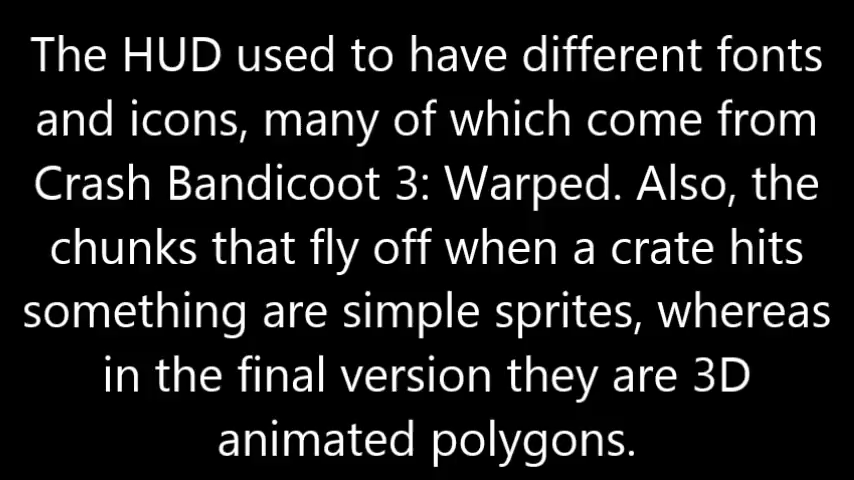 The HUD used to have different fonts
and icons, many of which come from
Crash Bandicoot 3: Warped. Also, the
chunks that fly off when a crate hits
something are simple sprites, whereas
in the final version they are 3D
animated polygons.